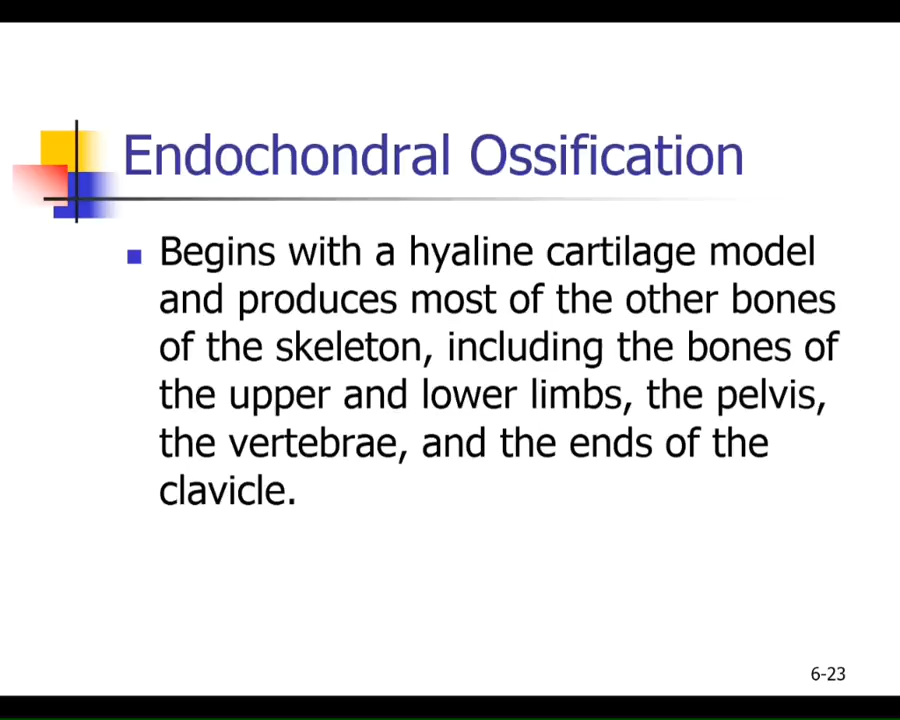 Endochondral Ossification
Begins with a hyaline cartilage model
and produces most of the other bones
of the skeleton, including the bones of
the upper and lower limbs, the pelvis,
the vertebrae, and the ends of the
clavicle.
6-23